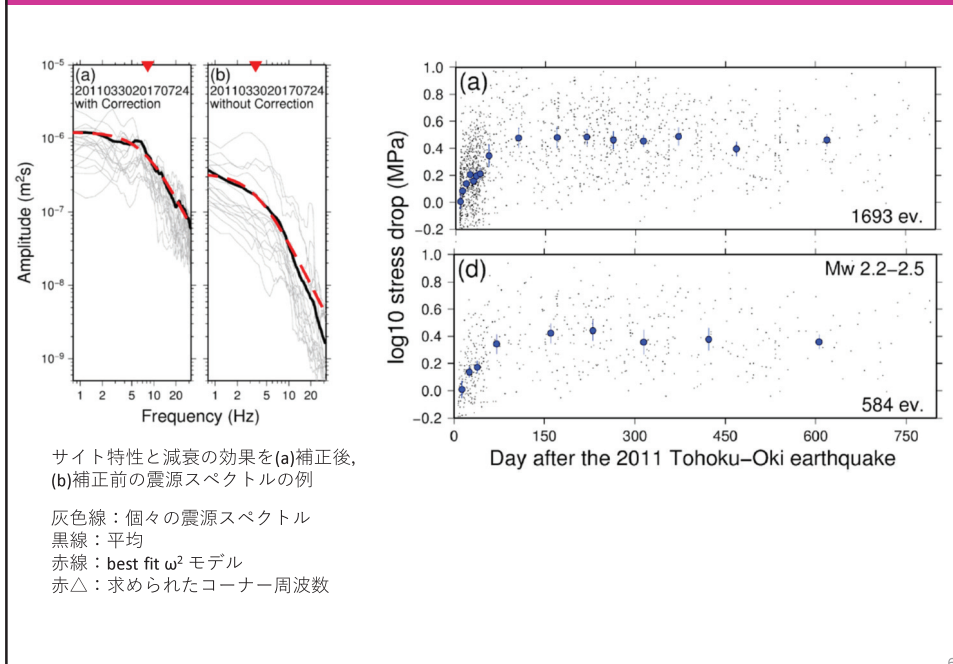 (a)
20110330201707​24
with Correction
(b)
20110330201707​24
without Correction
10⁻⁵
10⁻⁶
10⁻⁷
10⁻⁸
10⁻⁹
Amplitude (m²s)
1 2 5 10 20
1 2 5 10 20
Frequency (Hz)
サイト特性と減衰の効果を(a)補正後,
(b)補正前の震源スペクトルの例
灰色線：個々の震源スペクトル
黒線：平均
赤線：best fit ω² モデル
赤△：求められたコーナー周波数
(a)
1.0
0.8
0.6
0.4
0.2
0.0
−0.2
1693 ev.
log10 stress drop (MPa)
(d)
Mw 2.2−2.5
1.0
0.8
0.6
0.4
0.2
0.0
−0.2
584 ev.
0 150 300 450 600 750
Day after the 2011 Tohoku−Oki earthquake